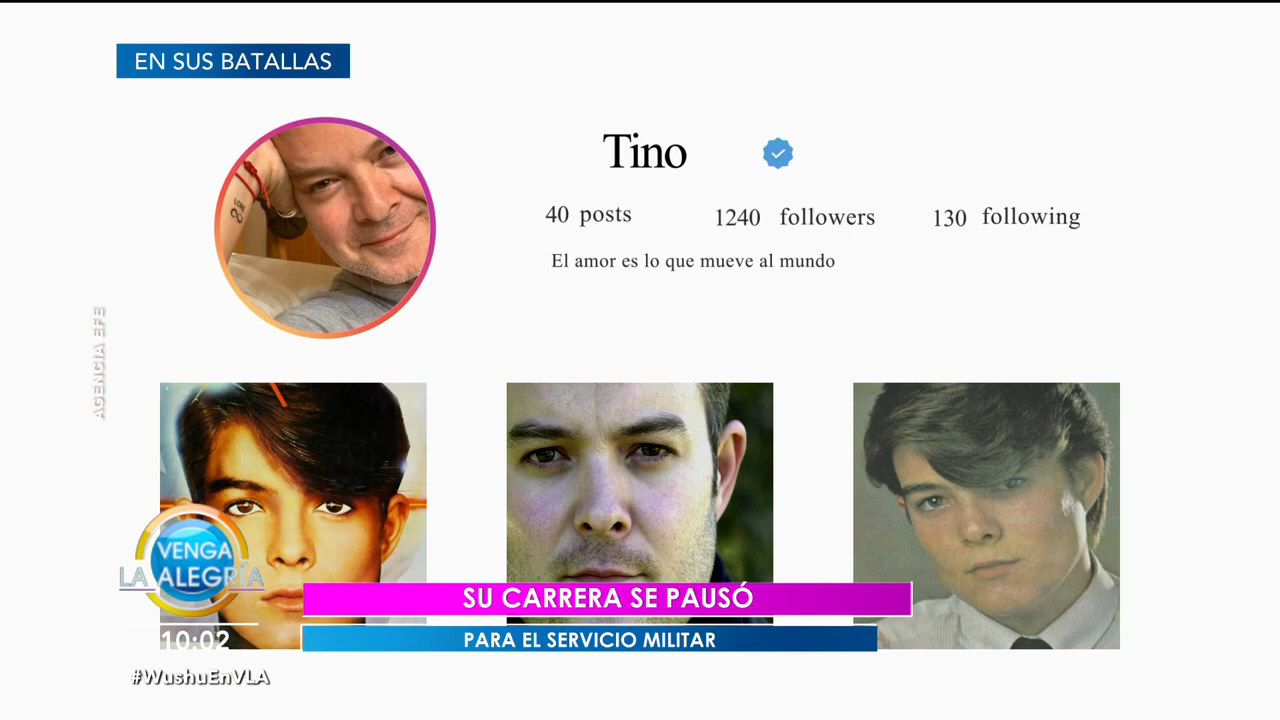 EN SUS BATALLAS
Tino
40 posts 1240 followers 130 following
El amor es lo que mueve al mundo
AGENCIA EFE
LOVE
VENGA
LA ALEGRÍA
SU CARRERA SE PAUSÓ
PARA EL SERVICIO MILITAR
10:02
#WushuEnVLA